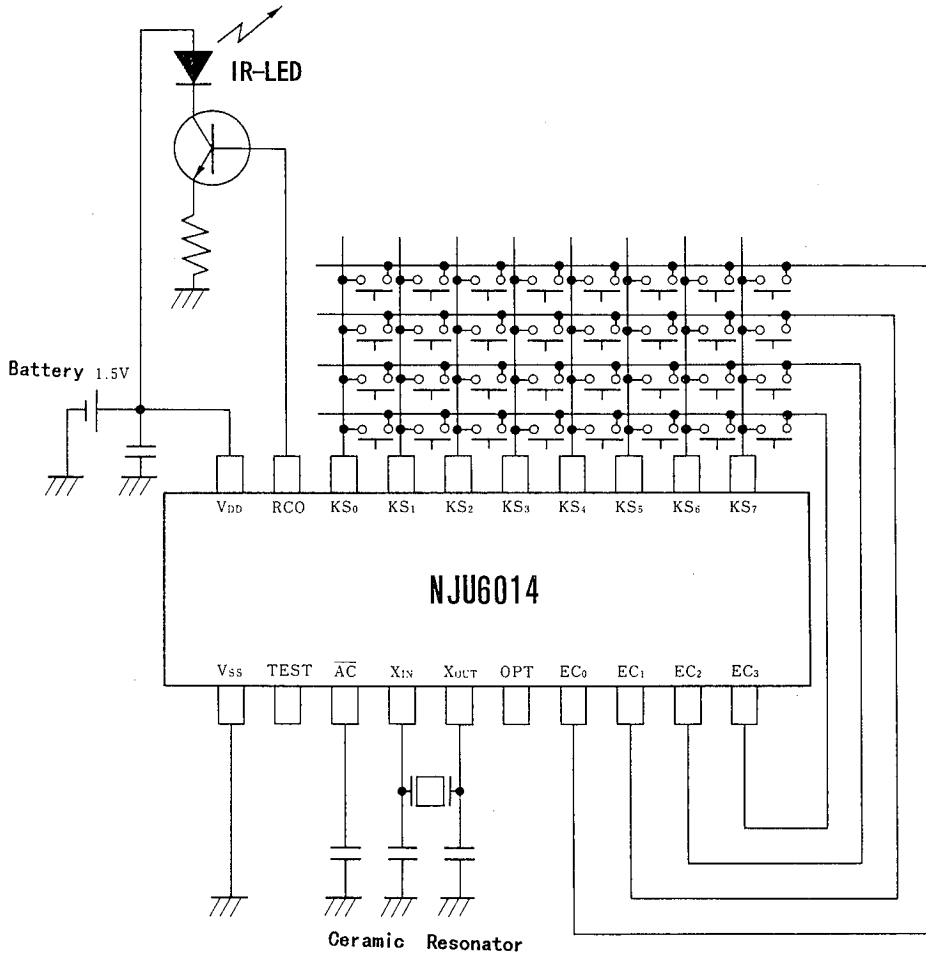 IR-LED
Battery 1.5V
VDD RCO KS0 KS1 KS2 KS3 KS4 KS5 KS6 KS7
NJU6014
VSS TEST AC XIN XOUT OPT EC0 EC1 EC2 EC3
Ceramic Resonator